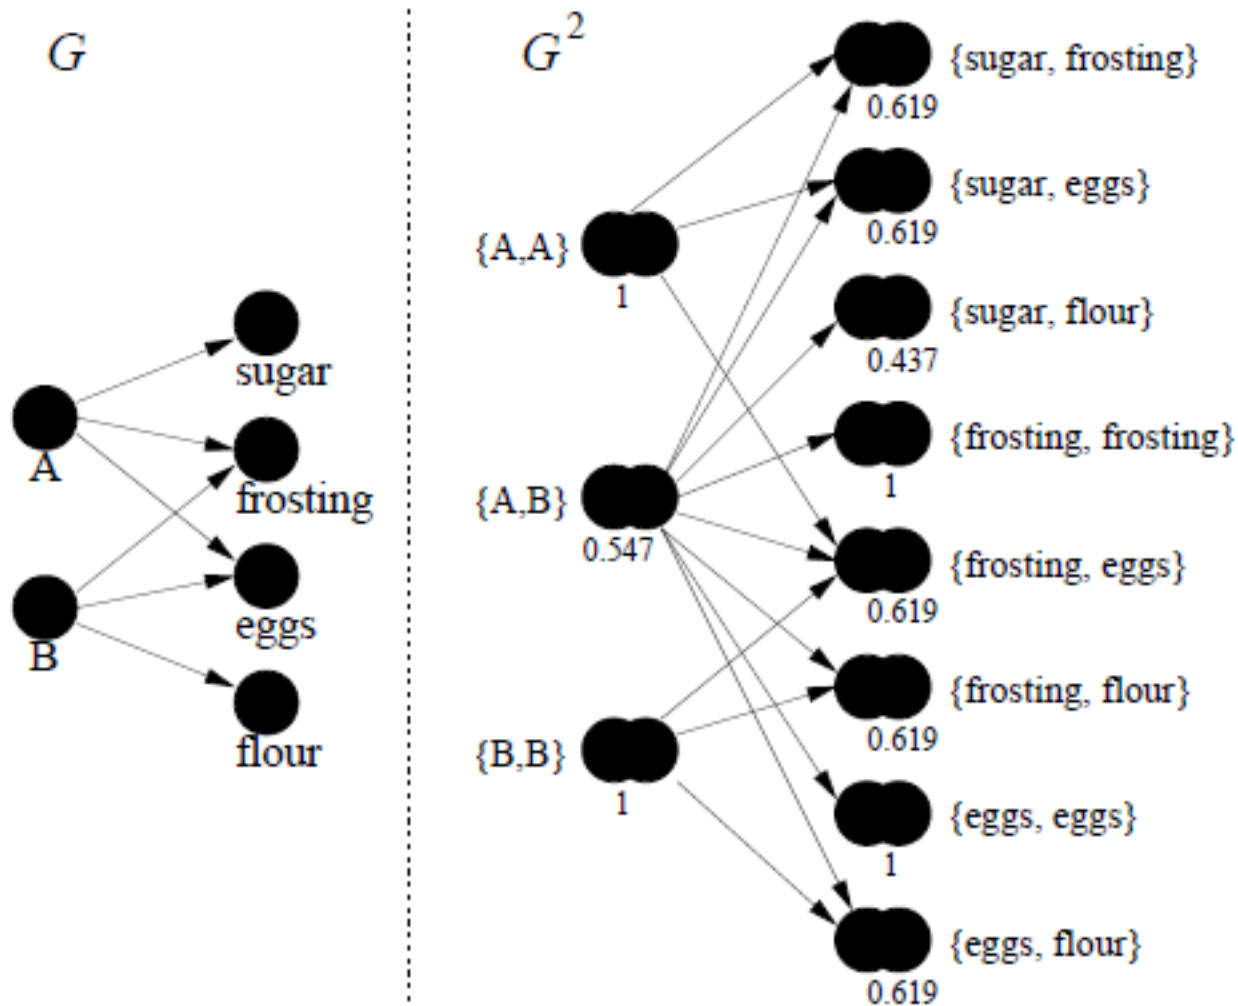 G
A
B
sugar
frosting
eggs
flour
G²
{A,A}
1
{A,B}
0.547
{B,B}
1
{sugar, frosting}
0.619
{sugar, eggs}
0.619
{sugar, flour}
0.437
{frosting, frosting}
1
{frosting, eggs}
0.619
{frosting, flour}
0.619
{eggs, eggs}
1
{eggs, flour}
0.619